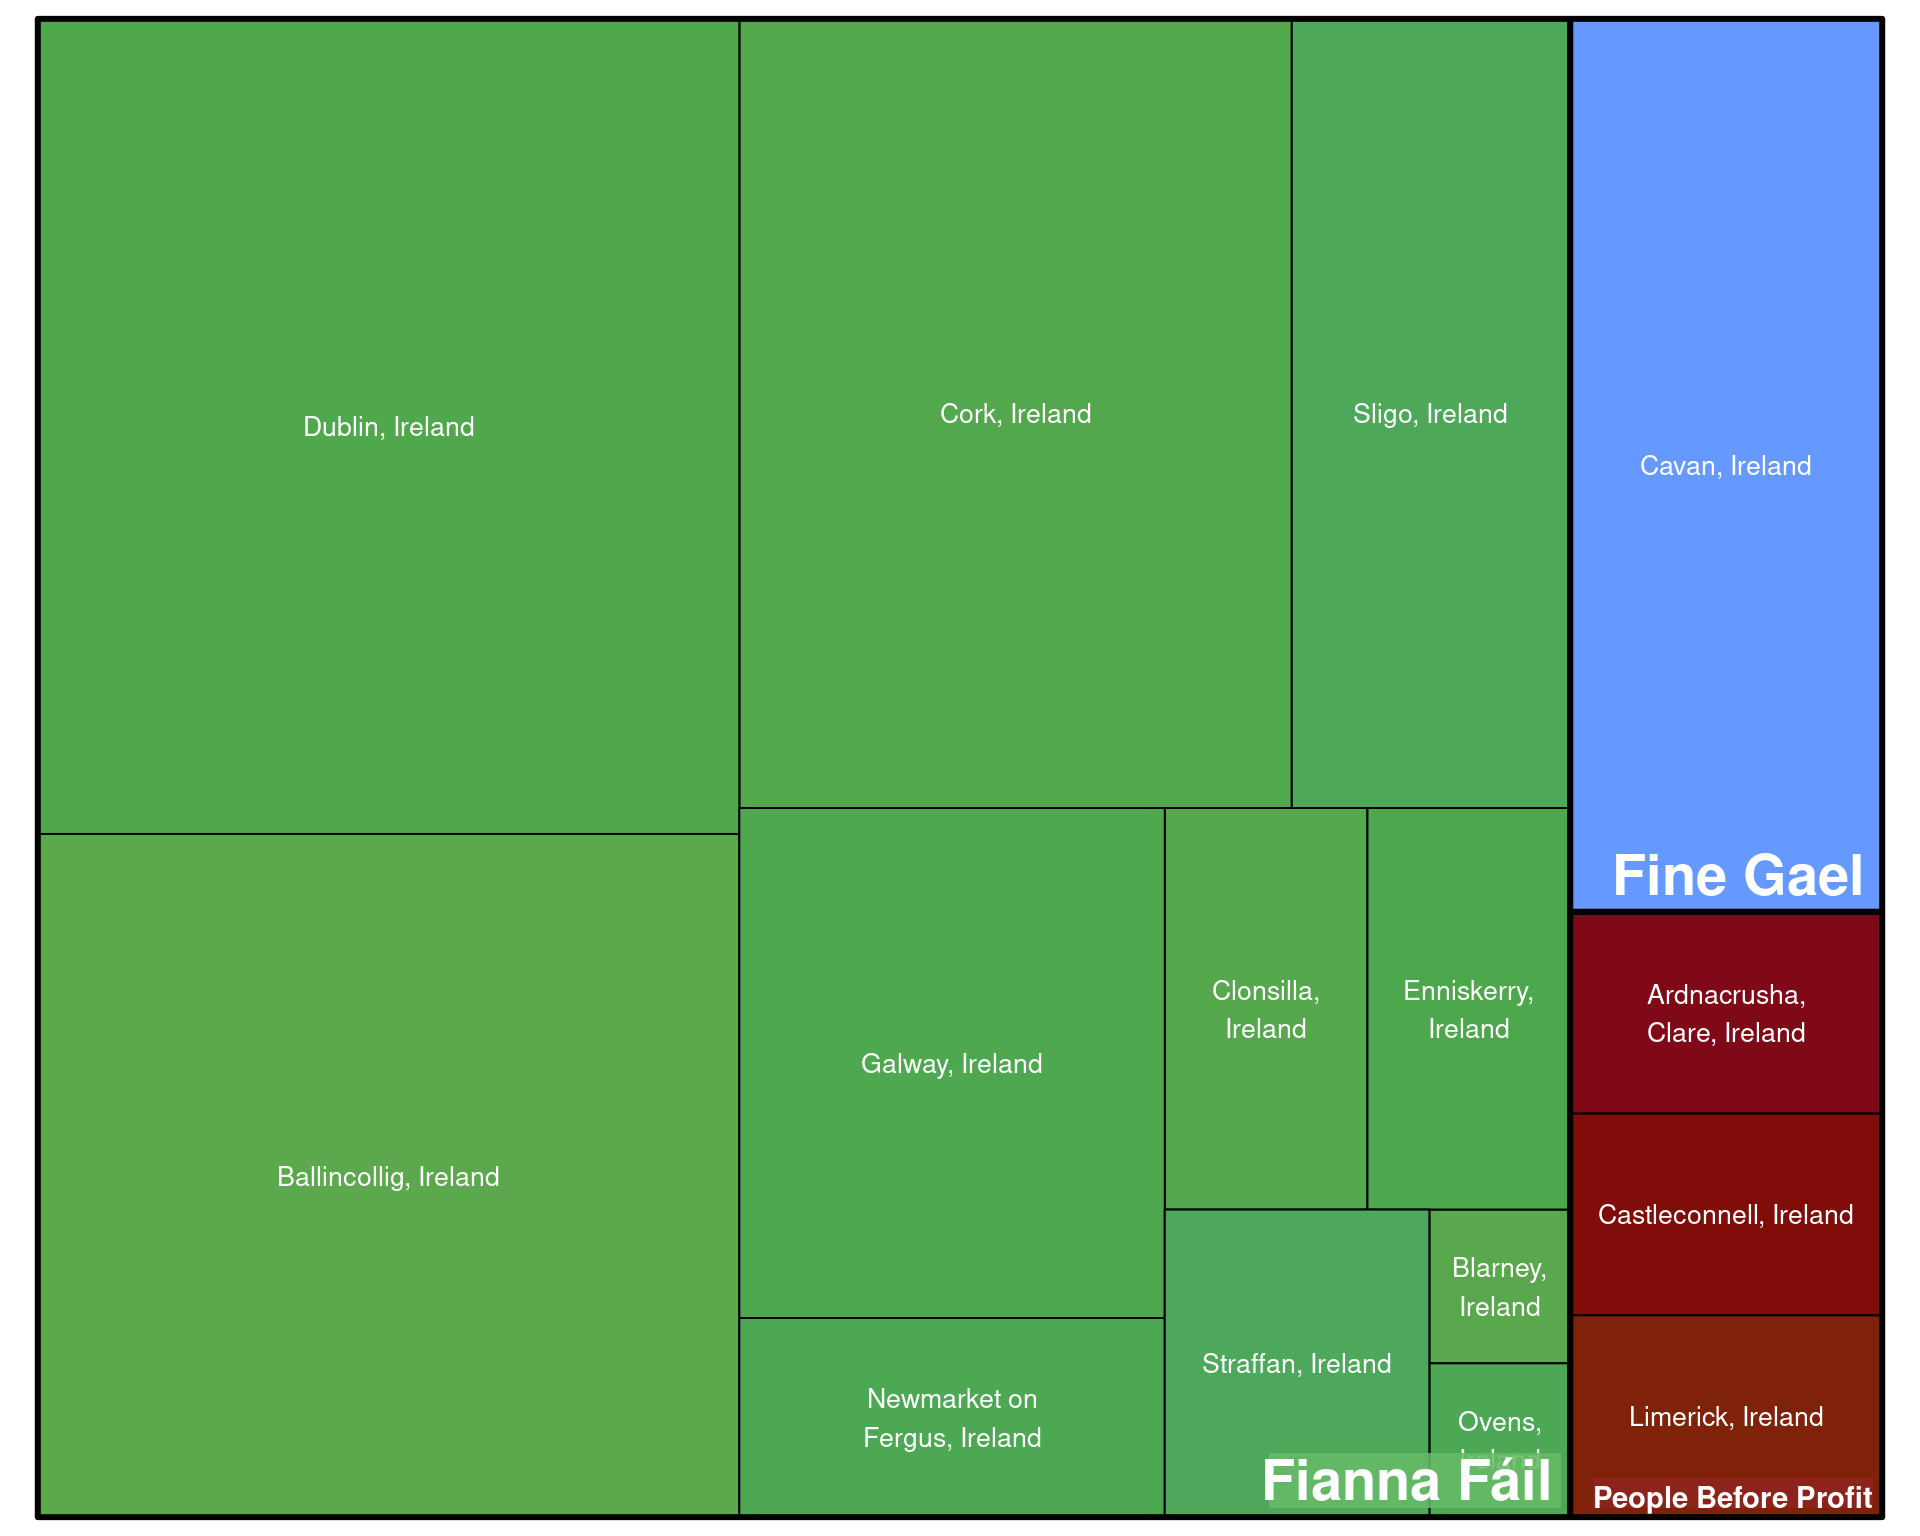 Dublin, Ireland
Cork, Ireland
Sligo, Ireland
Cavan, Ireland
Fine Gael
Ballincollig, Ireland
Galway, Ireland
Clonsilla,
Ireland
Enniskerry,
Ireland
Ardnacrusha,
Clare, Ireland
Castleconnell, Ireland
Newmarket on
Fergus, Ireland
Straffan, Ireland
Blarney,
Ireland
Ovens,
Ireland
Fianna Fáil
Limerick, Ireland
People Before Profit